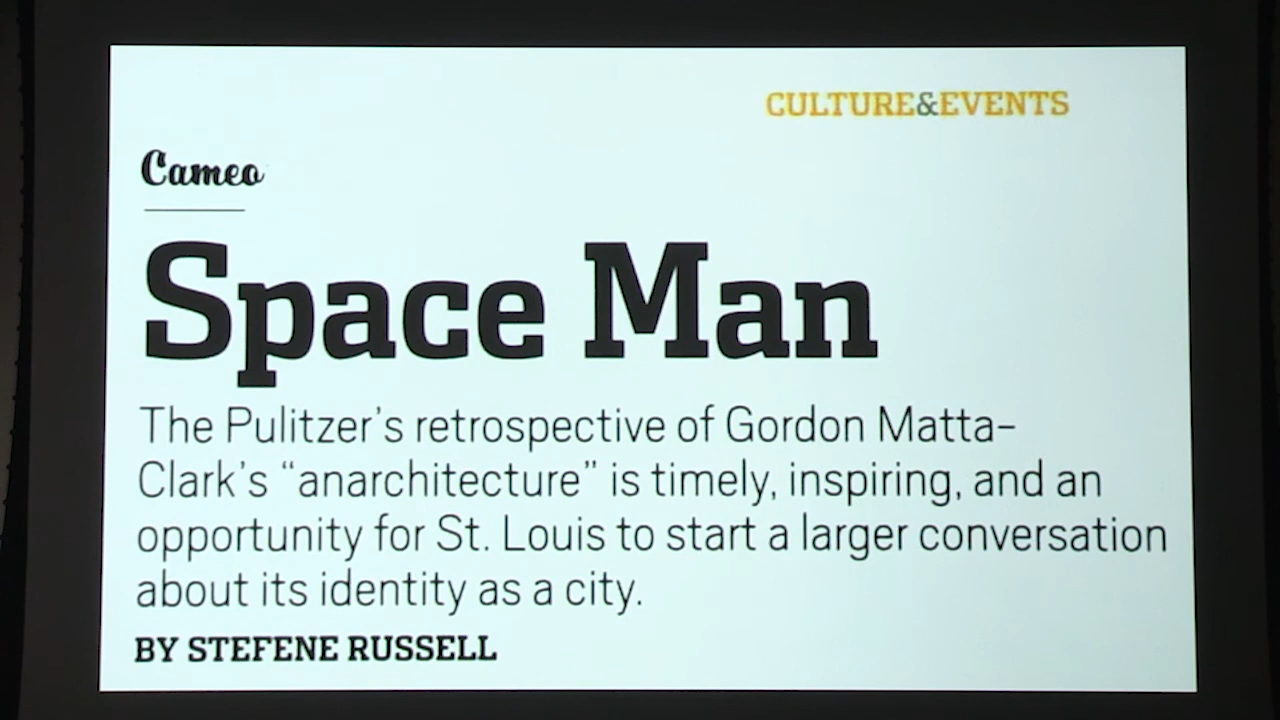 CULTURE&EVENTS
Cameo
Space Man
The Pulitzer's retrospective of Gordon Matta-
Clark's “anarchitecture” is timely, inspiring, and an
opportunity for St. Louis to start a larger conversation
about its identity as a city.
BY STEFENE RUSSELL